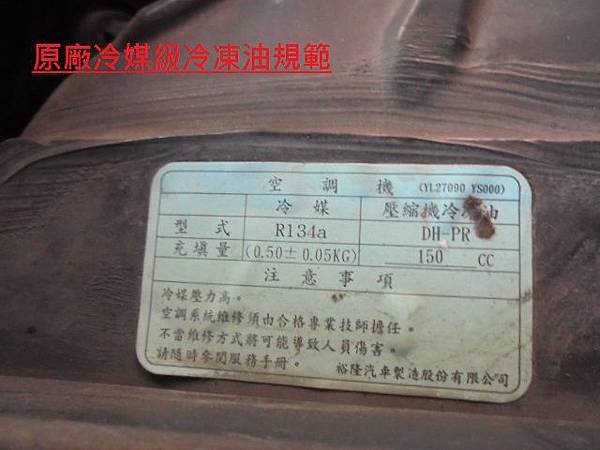 原廠冷媒級冷凍油規範
空調機 (YL27090 YS000)
冷媒 壓縮機冷凍油
型式 R134a DH-PR
充填量 (0.50±0.05KG) 150 CC
注意事項
冷媒壓力高。
空調系統維修須由合格專業技師擔任。
不當維修方式將可能導致人員傷害。
請隨時參閱服務手冊。
裕隆汽車製造股份有限公司